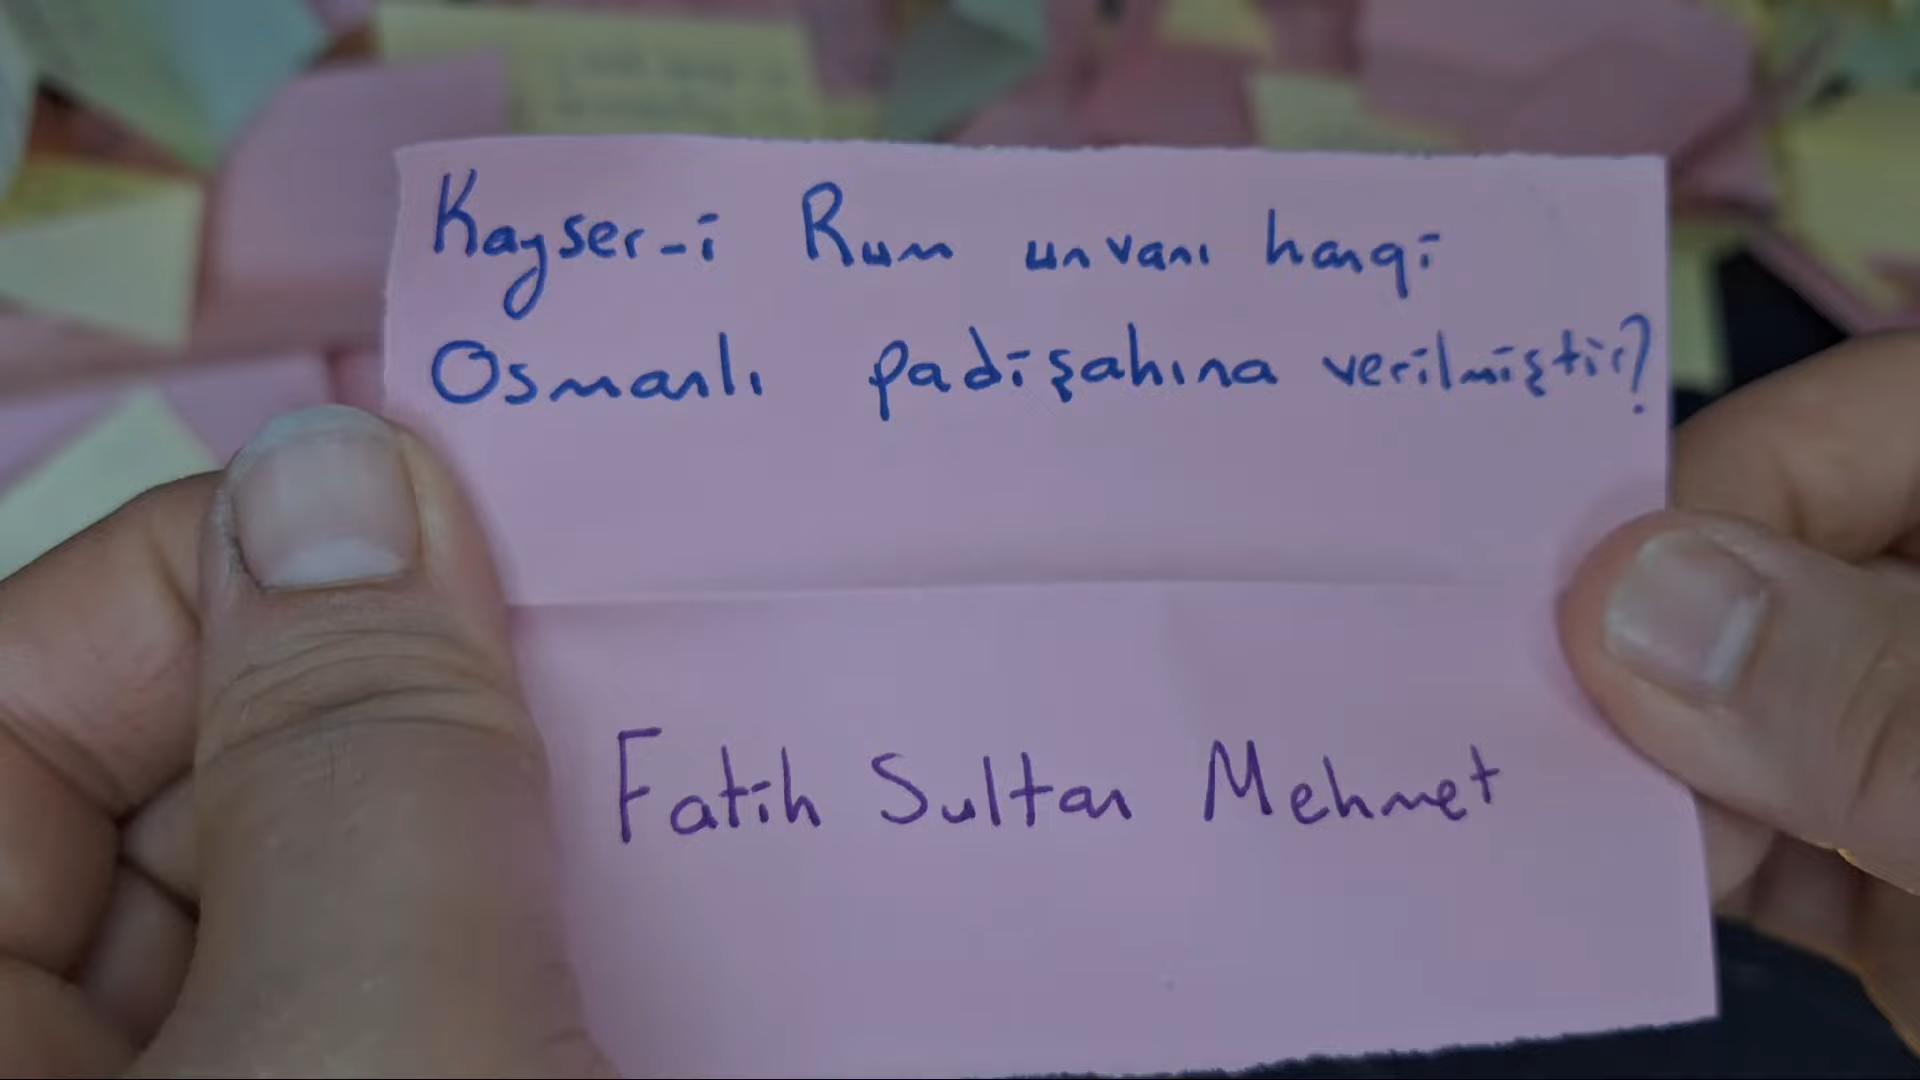 Kayser-i Rum unvanı hangi
Osmanlı padişahına verilmiştir?
Fatih Sultan Mehmet